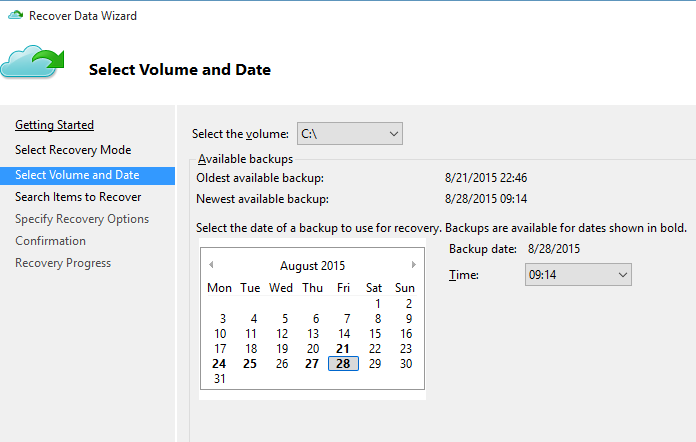 Recover Data Wizard
Select Volume and Date
Getting Started
Select Recovery Mode
Select Volume and Date
Search Items to Recover
Specify Recovery Options
Confirmation
Recovery Progress
Select the volume: C:\
Available backups
Oldest available backup: 8/21/2015 22:46
Newest available backup: 8/28/2015 09:14
Select the date of a backup to use for recovery. Backups are available for dates shown in bold.
August 2015
Mon Tue Wed Thu Fri Sat Sun
1 2
3 4 5 6 7 8 9
10 11 12 13 14 15 16
17 18 19 20 21 22 23
24 25 26 27 28 29 30
31
Backup date: 8/28/2015
Time: 09:14